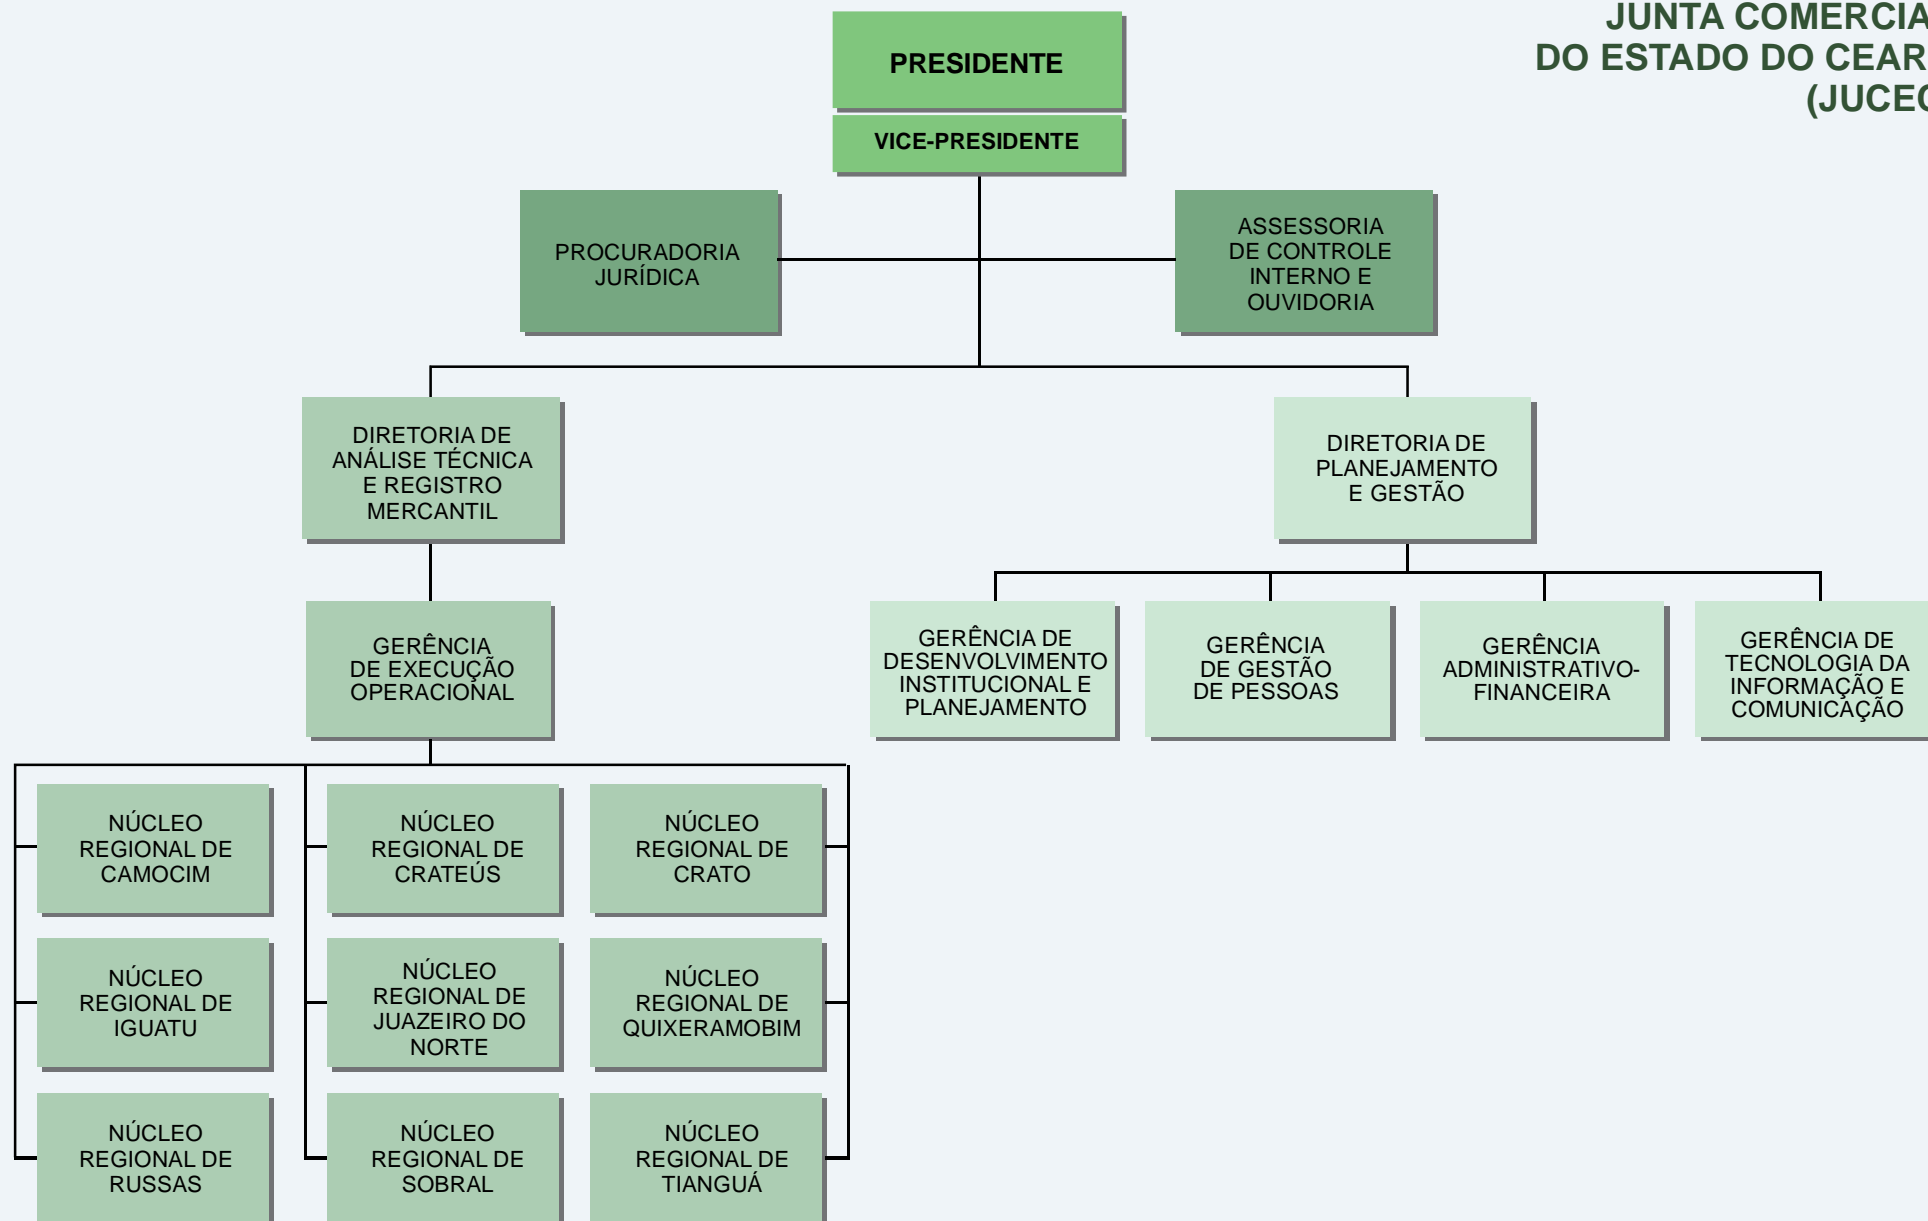 JUNTA COMERCIA
DO ESTADO DO CEAR
(JUCEC
PRESIDENTE
VICE-PRESIDENTE
PROCURADORIA
JURÍDICA
ASSESSORIA
DE CONTROLE
INTERNO E
OUVIDORIA
DIRETORIA DE
ANÁLISE TÉCNICA
E REGISTRO
MERCANTIL
DIRETORIA DE
PLANEJAMENTO
E GESTÃO
GERÊNCIA
DE EXECUÇÃO
OPERACIONAL
GERÊNCIA DE
DESENVOLVIMENTO
INSTITUCIONAL E
PLANEJAMENTO
GERÊNCIA
DE GESTÃO
DE PESSOAS
GERÊNCIA
ADMINISTRATIVO-
FINANCEIRA
GERÊNCIA DE
TECNOLOGIA DA
INFORMAÇÃO E
COMUNICAÇÃO
NÚCLEO
REGIONAL DE
CAMOCIM
NÚCLEO
REGIONAL DE
CRATEÚS
NÚCLEO
REGIONAL DE
CRATO
NÚCLEO
REGIONAL DE
IGUATU
NÚCLEO
REGIONAL DE
JUAZEIRO DO
NORTE
NÚCLEO
REGIONAL DE
QUIXERAMOBIM
NÚCLEO
REGIONAL DE
RUSSAS
NÚCLEO
REGIONAL DE
SOBRAL
NÚCLEO
REGIONAL DE
TIANGUÁ